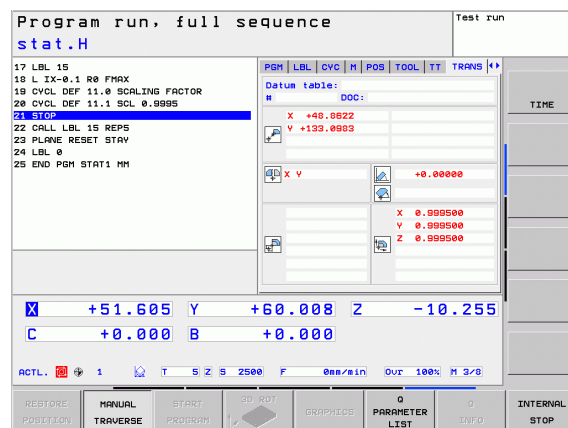 Program run, full sequence
Test run
stat.H
17 LBL 15
18 L IX-0.1 R0 FMAX
19 CYCL DEF 11.0 SCALING FACTOR
20 CYCL DEF 11.1 SCL 0.9995
21 STOP
22 CALL LBL 15 REP5
23 PLANE RESET STAY
24 LBL 0
25 END PGM STAT1 MM
PGM LBL CYC M POS TOOL TT TRANS
Datum table:
# DOC:
X +48.8622
Y +133.0983
X Y
+0.00000
X 0.999500
Y 0.999500
Z 0.999500
TIME
X +51.605 Y +60.008 Z -10.255
C +0.000 B +0.000
ACTL. 1 T 5 Z S 2500 F 0mm/min Ovr 100% M 3/8
RESTORE POSITION
MANUAL TRAVERSE
START PROGRAM
3D ROT
GRAPHICS
Q PARAMETER LIST
Q INFO
INTERNAL STOP